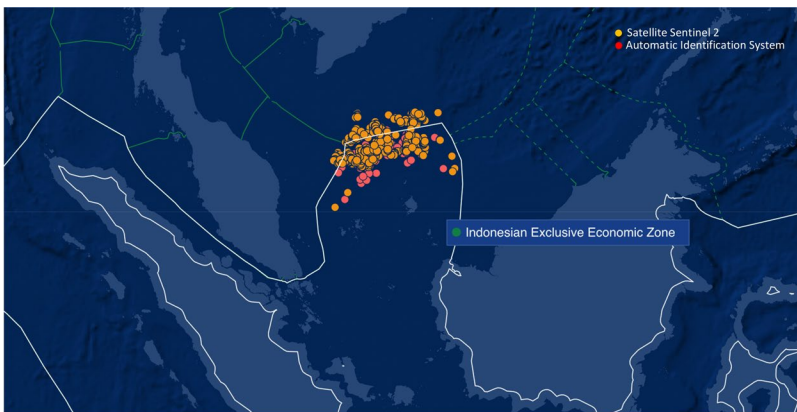 Satellite Sentinel 2
Automatic Identification System
Indonesian Exclusive Economic Zone